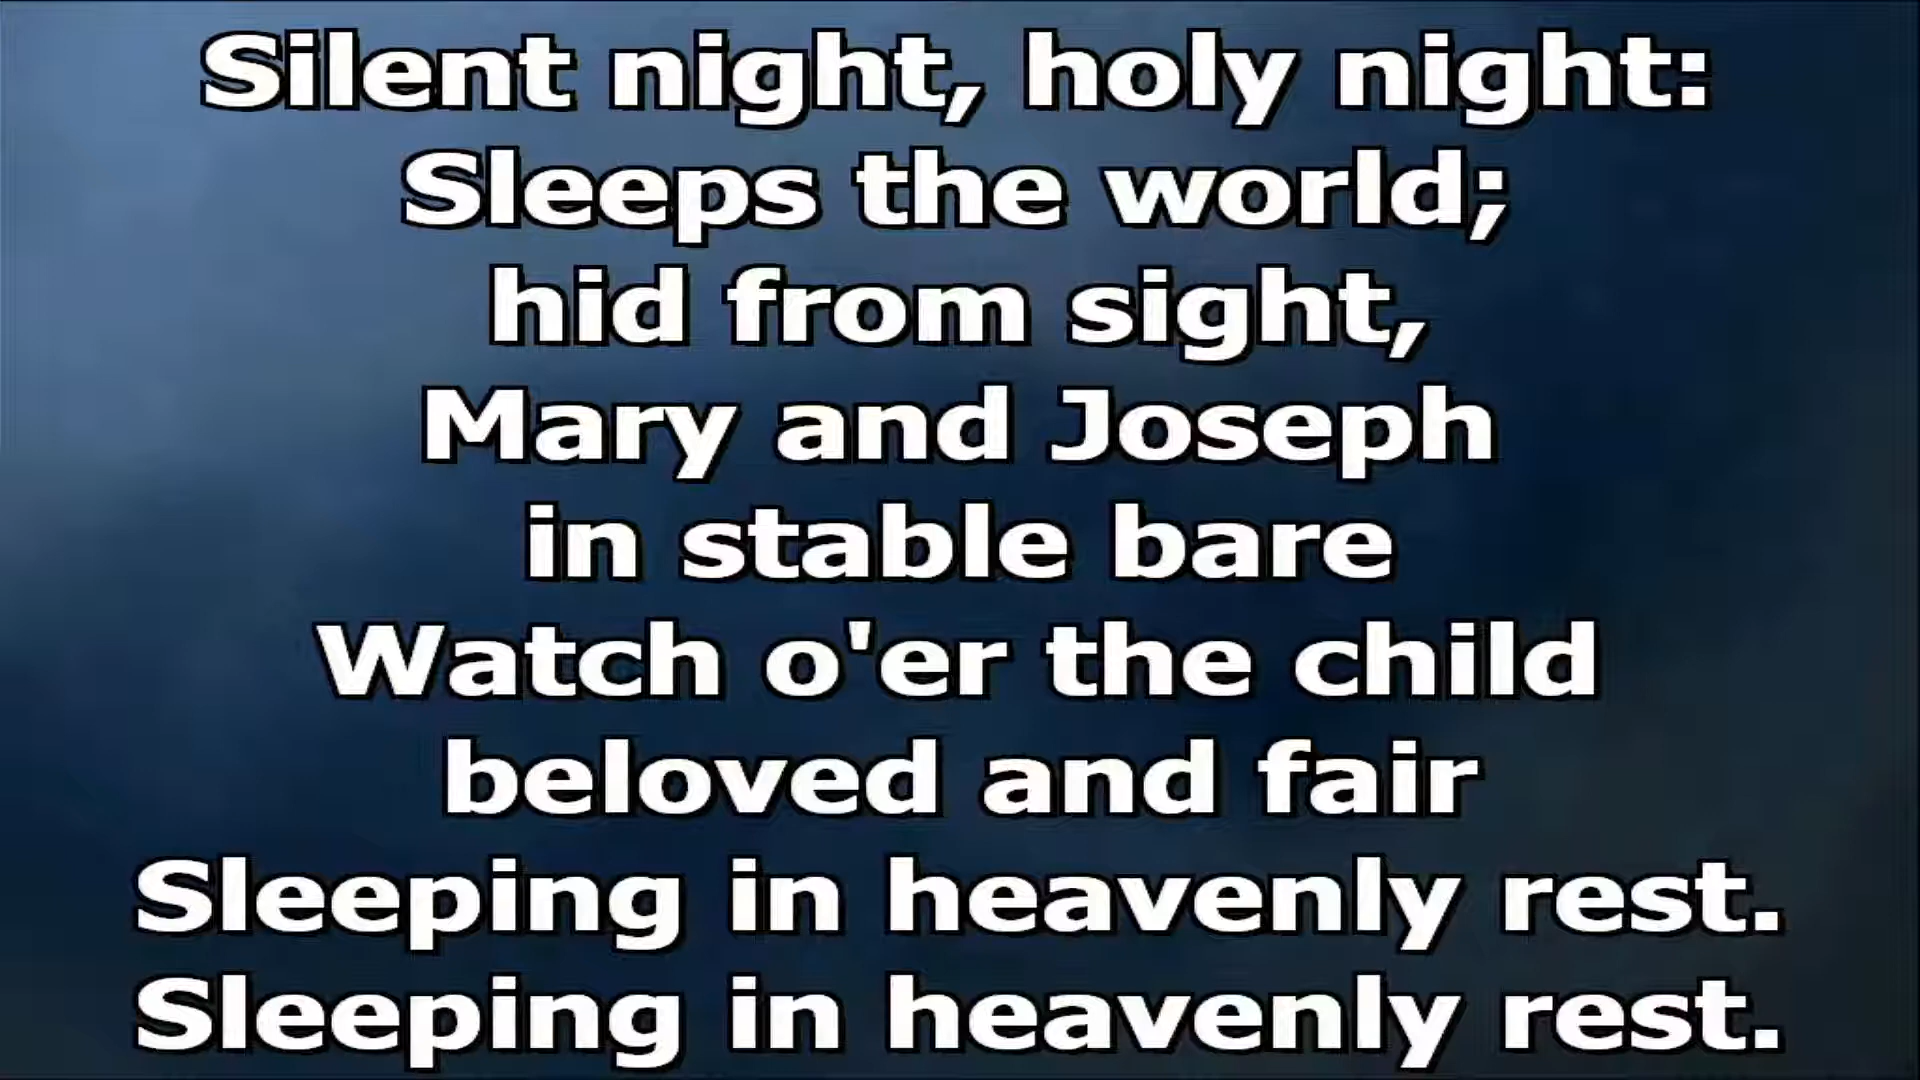 Silent night, holy night:
Sleeps the world;
hid from sight,
Mary and Joseph
in stable bare
Watch o'er the child
beloved and fair
Sleeping in heavenly rest.
Sleeping in heavenly rest.